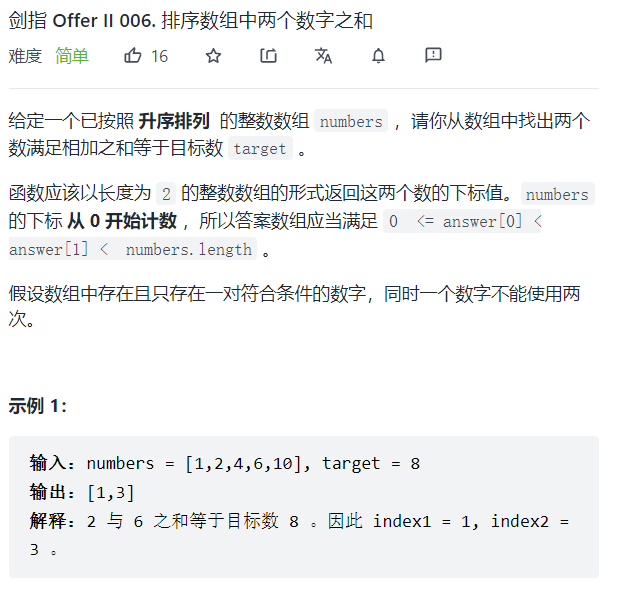 剑指 Offer II 006. 排序数组中两个数字之和
难度 简单 16
给定一个已按照 升序排列 的整数数组 numbers ，请你从数组中找出两个
数满足相加之和等于目标数 target 。
函数应该以长度为 2 的整数数组的形式返回这两个数的下标值。numbers
的下标 从 0 开始计数 ，所以答案数组应当满足 0 <= answer[0] <
answer[1] < numbers.length 。
假设数组中存在且只存在一对符合条件的数字，同时一个数字不能使用两
次。
示例 1：
输入：numbers = [1,2,4,6,10], target = 8
输出：[1,3]
解释：2 与 6 之和等于目标数 8 。因此 index1 = 1, index2 =
3 。